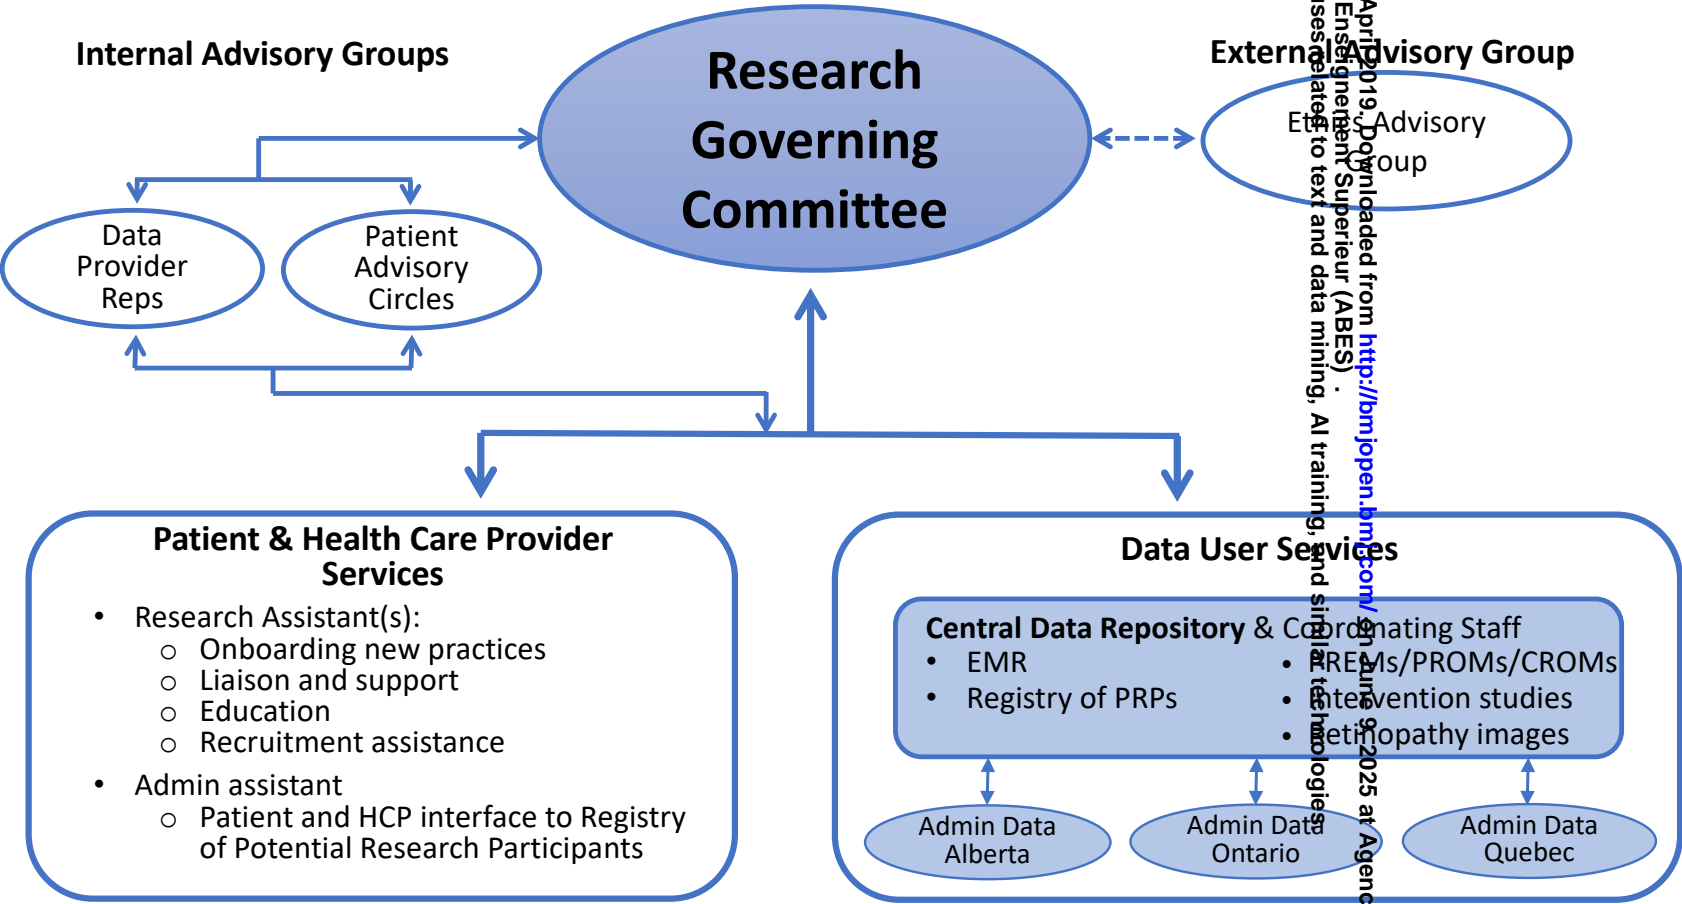 Internal Advisory Groups
Research
Governing
Committee
External Advisory Group
Ethics Advisory
Group
Data
Provider
Reps
Patient
Advisory
Circles
Patient & Health Care Provider
Services
• Research Assistant(s):
o Onboarding new practices
o Liaison and support
o Education
o Recruitment assistance
• Admin assistant
o Patient and HCP interface to Registry
of Potential Research Participants
Data User Services
Central Data Repository & Coordinating Staff
• EMR
• Registry of PRPs
• PREMs/PROMs/CROMs
• Intervention studies
• Retinopathy images
Admin Data
Alberta
Admin Data
Ontario
Admin Data
Quebec
April 2019. Downloaded from http://bmjopen.bmj.com/ on June 9, 2025 at Agenc
Enseignement Superieur (ABES) .
uses related to text and data mining, AI training, and similar technologies.